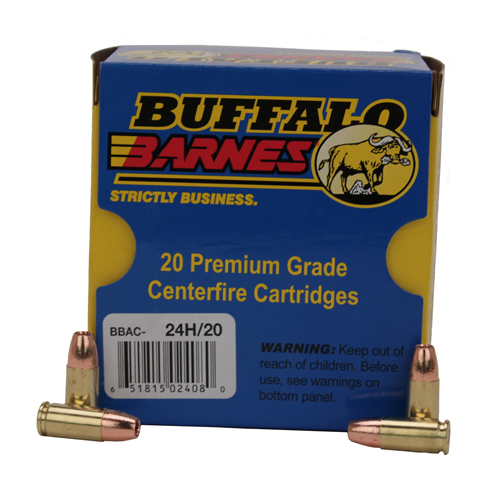 BUFFALO
BARNES
STRICTLY BUSINESS.
20 Premium Grade
Centerfire Cartridges
BBAC- 24H/20
6 51815 02408 0
WARNING: Keep out of
reach of children. Before
use, see warnings on
bottom panel.